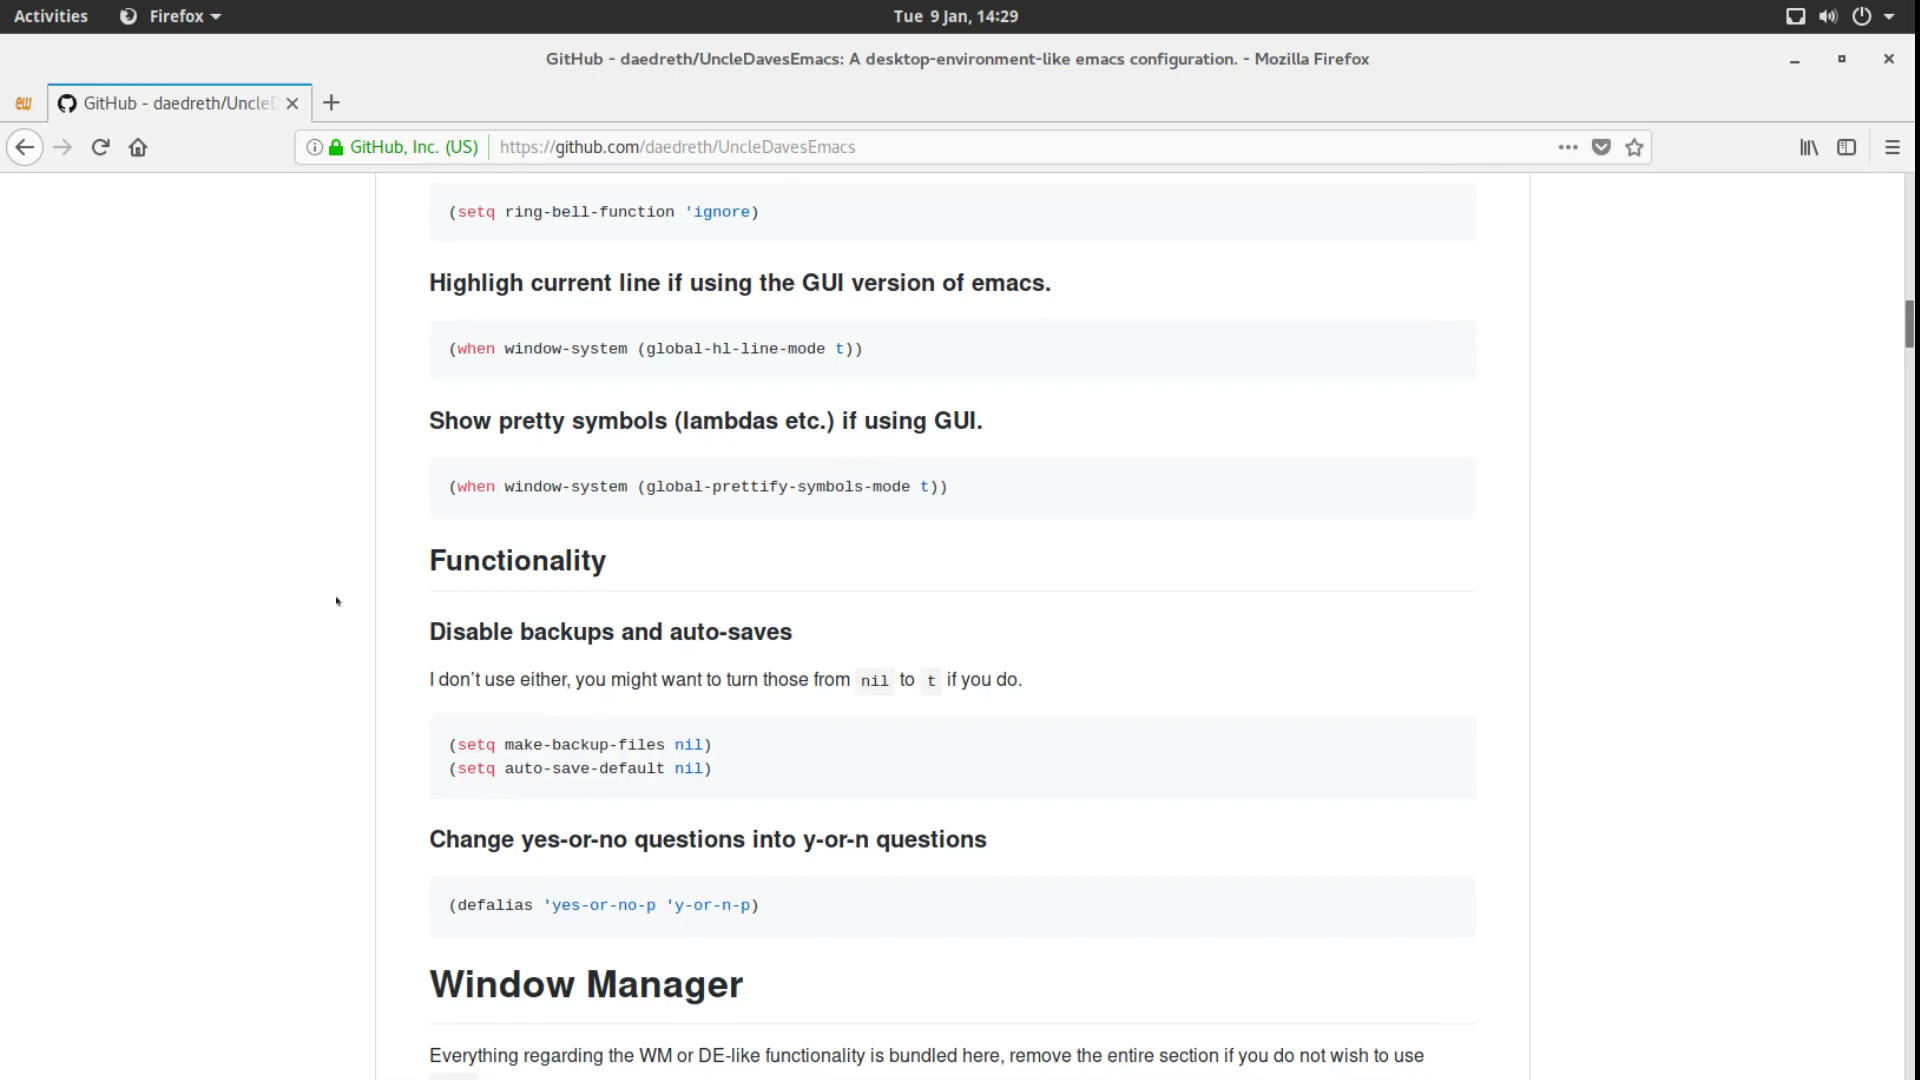 Activities Firefox Tue 9 Jan, 14:29
GitHub - daedreth/UncleDavesEmacs: A desktop-environment-like emacs configuration. - Mozilla Firefox
ew GitHub - daedreth/Uncle
GitHub, Inc. (US) https://github.com/daedreth/UncleDavesEmacs
(setq ring-bell-function 'ignore)
Highligh current line if using the GUI version of emacs.
(when window-system (global-hl-line-mode t))
Show pretty symbols (lambdas etc.) if using GUI.
(when window-system (global-prettify-symbols-mode t))
Functionality
Disable backups and auto-saves
I don’t use either, you might want to turn those from nil to t if you do.
(setq make-backup-files nil)
(setq auto-save-default nil)
Change yes-or-no questions into y-or-n questions
(defalias 'yes-or-no-p 'y-or-n-p)
Window Manager
Everything regarding the WM or DE-like functionality is bundled here, remove the entire section if you do not wish to use